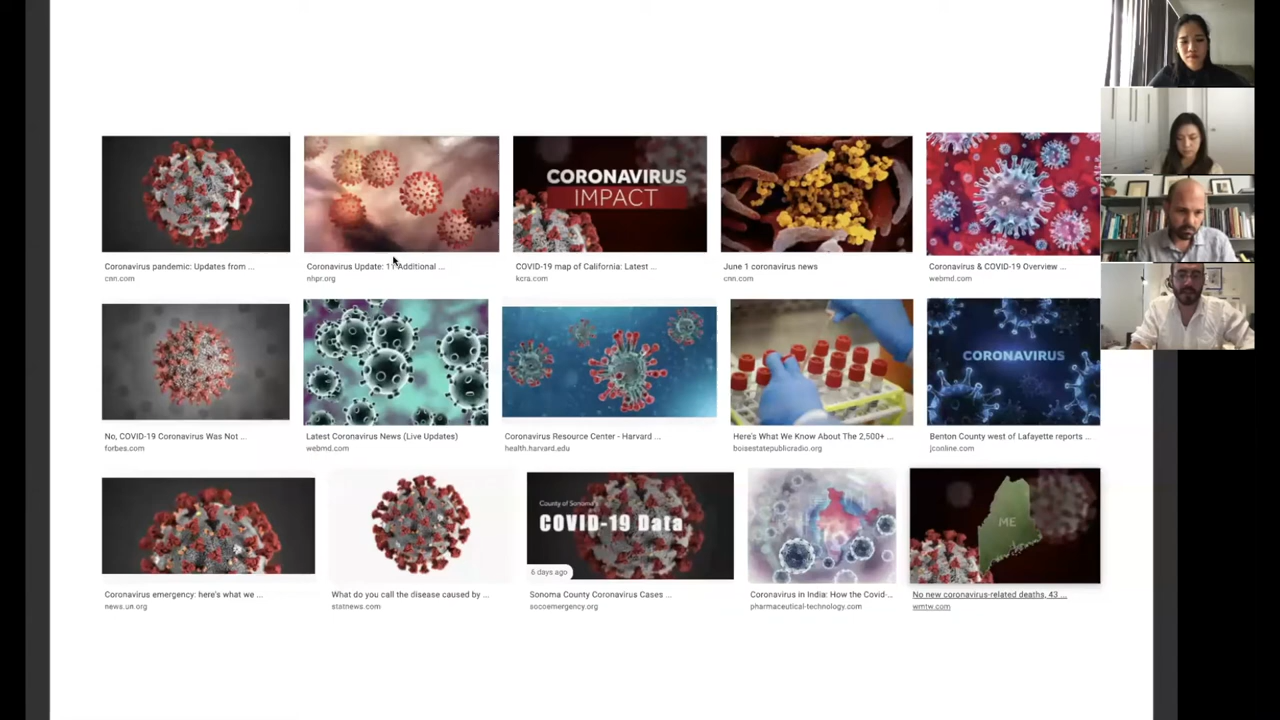 CORONAVIRUS
IMPACT
Coronavirus pandemic: Updates from ...
cnn.com
Coronavirus Update: 11 Additional ...
nhpr.org
COVID-19 map of California: Latest ...
kcra.com
June 1 coronavirus news
cnn.com
Coronavirus & COVID-19 Overview ...
webmd.com
CORONAVIRUS
No, COVID-19 Coronavirus Was Not ...
forbes.com
Latest Coronavirus News (Live Updates)
webmd.com
Coronavirus Resource Center - Harvard ...
health.harvard.edu
Here's What We Know About The 2,500+ ...
boisestatepublicradio.org
Benton County west of Lafayette reports ...
jconline.com
County of Sonoma's
COVID-19 Data
6 days ago
ME
Coronavirus emergency: here's what we ...
news.un.org
What do you call the disease caused by ...
statnews.com
Sonoma County Coronavirus Cases ...
socoemergency.org
Coronavirus in India: How the Covid-...
pharmaceutical-technology.com
No new coronavirus-related deaths, 43 ...
wmtw.com